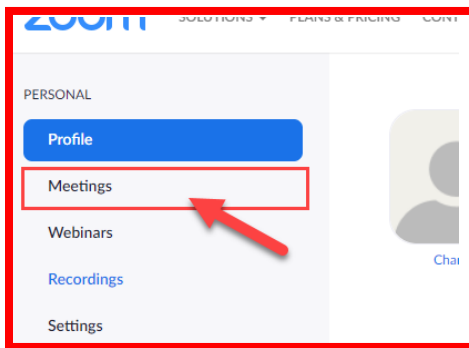 zoom SOLUTIONS PLANS & PRICING
PERSONAL
Profile
Meetings
Webinars
Recordings
Settings